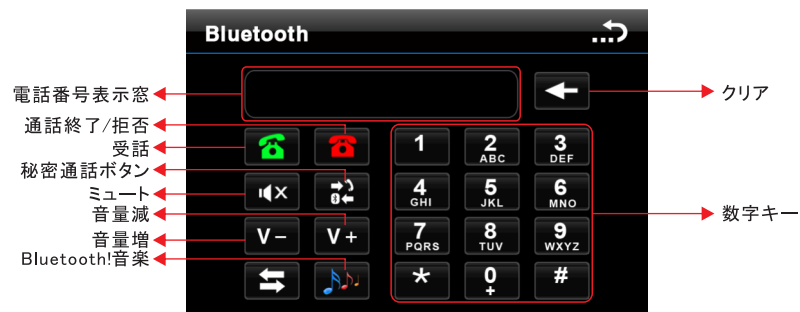 Bluetooth
電話番号表示窓
クリア
通話終了/拒否
受話
1
2
ABC
3
DEF
秘密通話ボタン
ミュート
4
GHI
5
JKL
6
MNO
音量減
音量増
V-
V+
7
PQRS
8
TUV
9
WXYZ
数字キー
Bluetooth!音楽
*
0
+
#